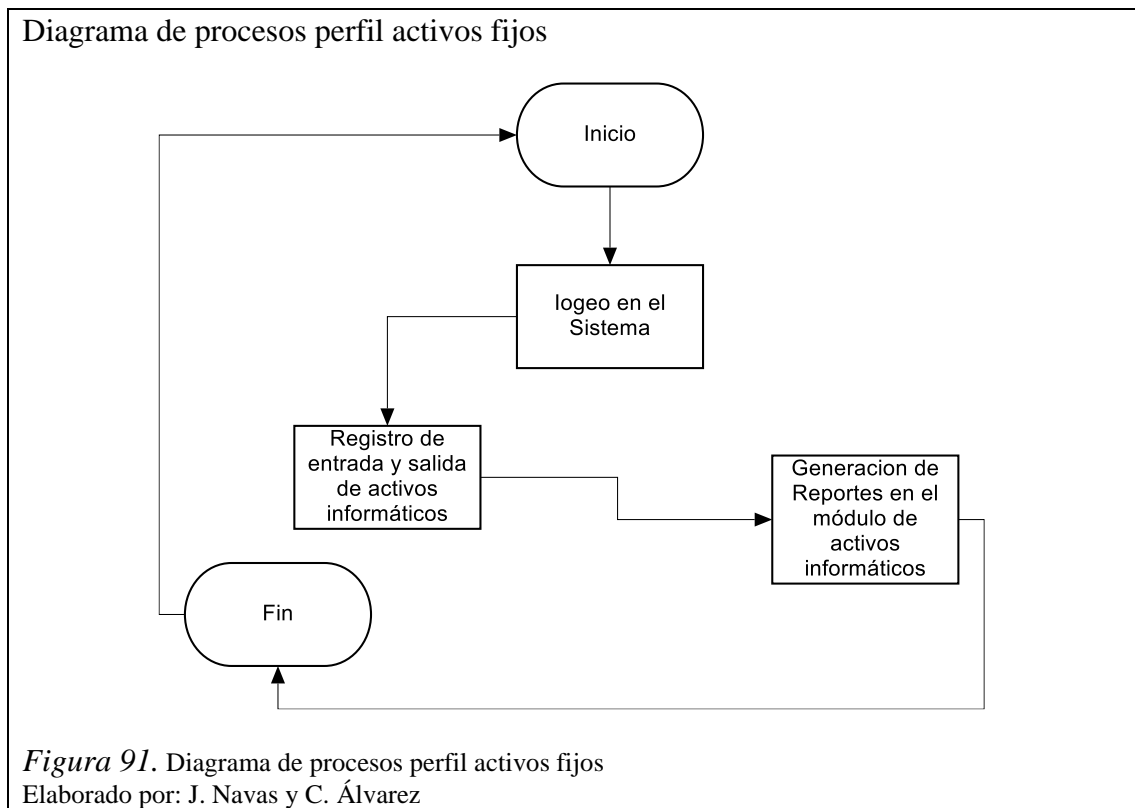 Diagrama de procesos perfil activos fijos
Inicio
logeo en el
Sistema
Registro de
entrada y salida
de activos
informáticos
Generacion de
Reportes en el
módulo de
activos
informáticos
Fin
Figura 91. Diagrama de procesos perfil activos fijos
Elaborado por: J. Navas y C. Álvarez